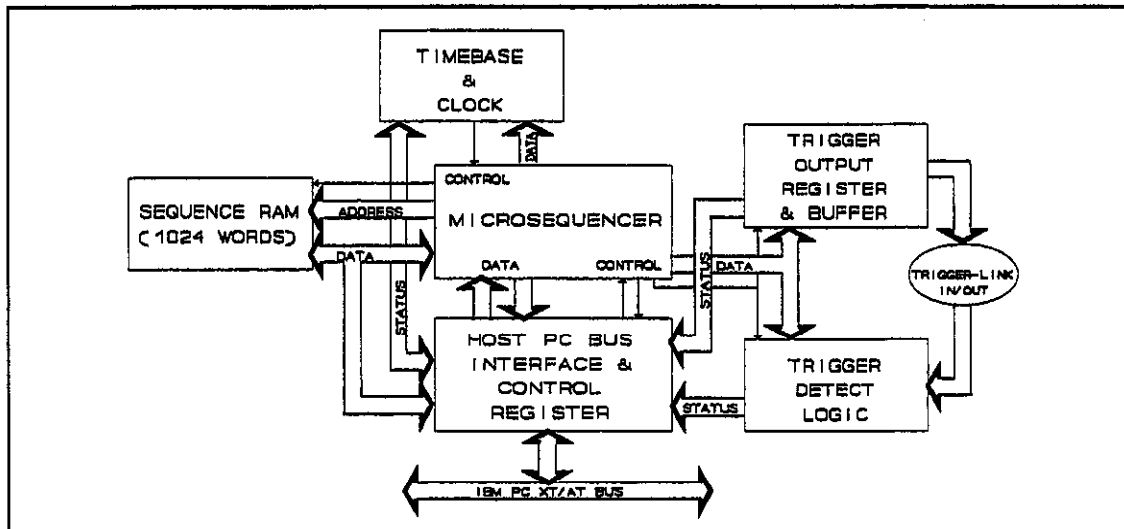 TIMEBASE
&
CLOCK
DATA
TRIGGER
OUTPUT
REGISTER
& BUFFER
CONTROL
SEQUENCE RAM
(1024 WORDS)
ADDRESS
MICROSEQUENCER
DATA
DATA
CONTROL
STATUS
DATA
TRIGGER-LINK
IN/OUT
STATUS
HOST PC BUS
INTERFACE &
CONTROL
REGISTER
STATUS
TRIGGER
DETECT
LOGIC
IBM PC XT/AT BUS